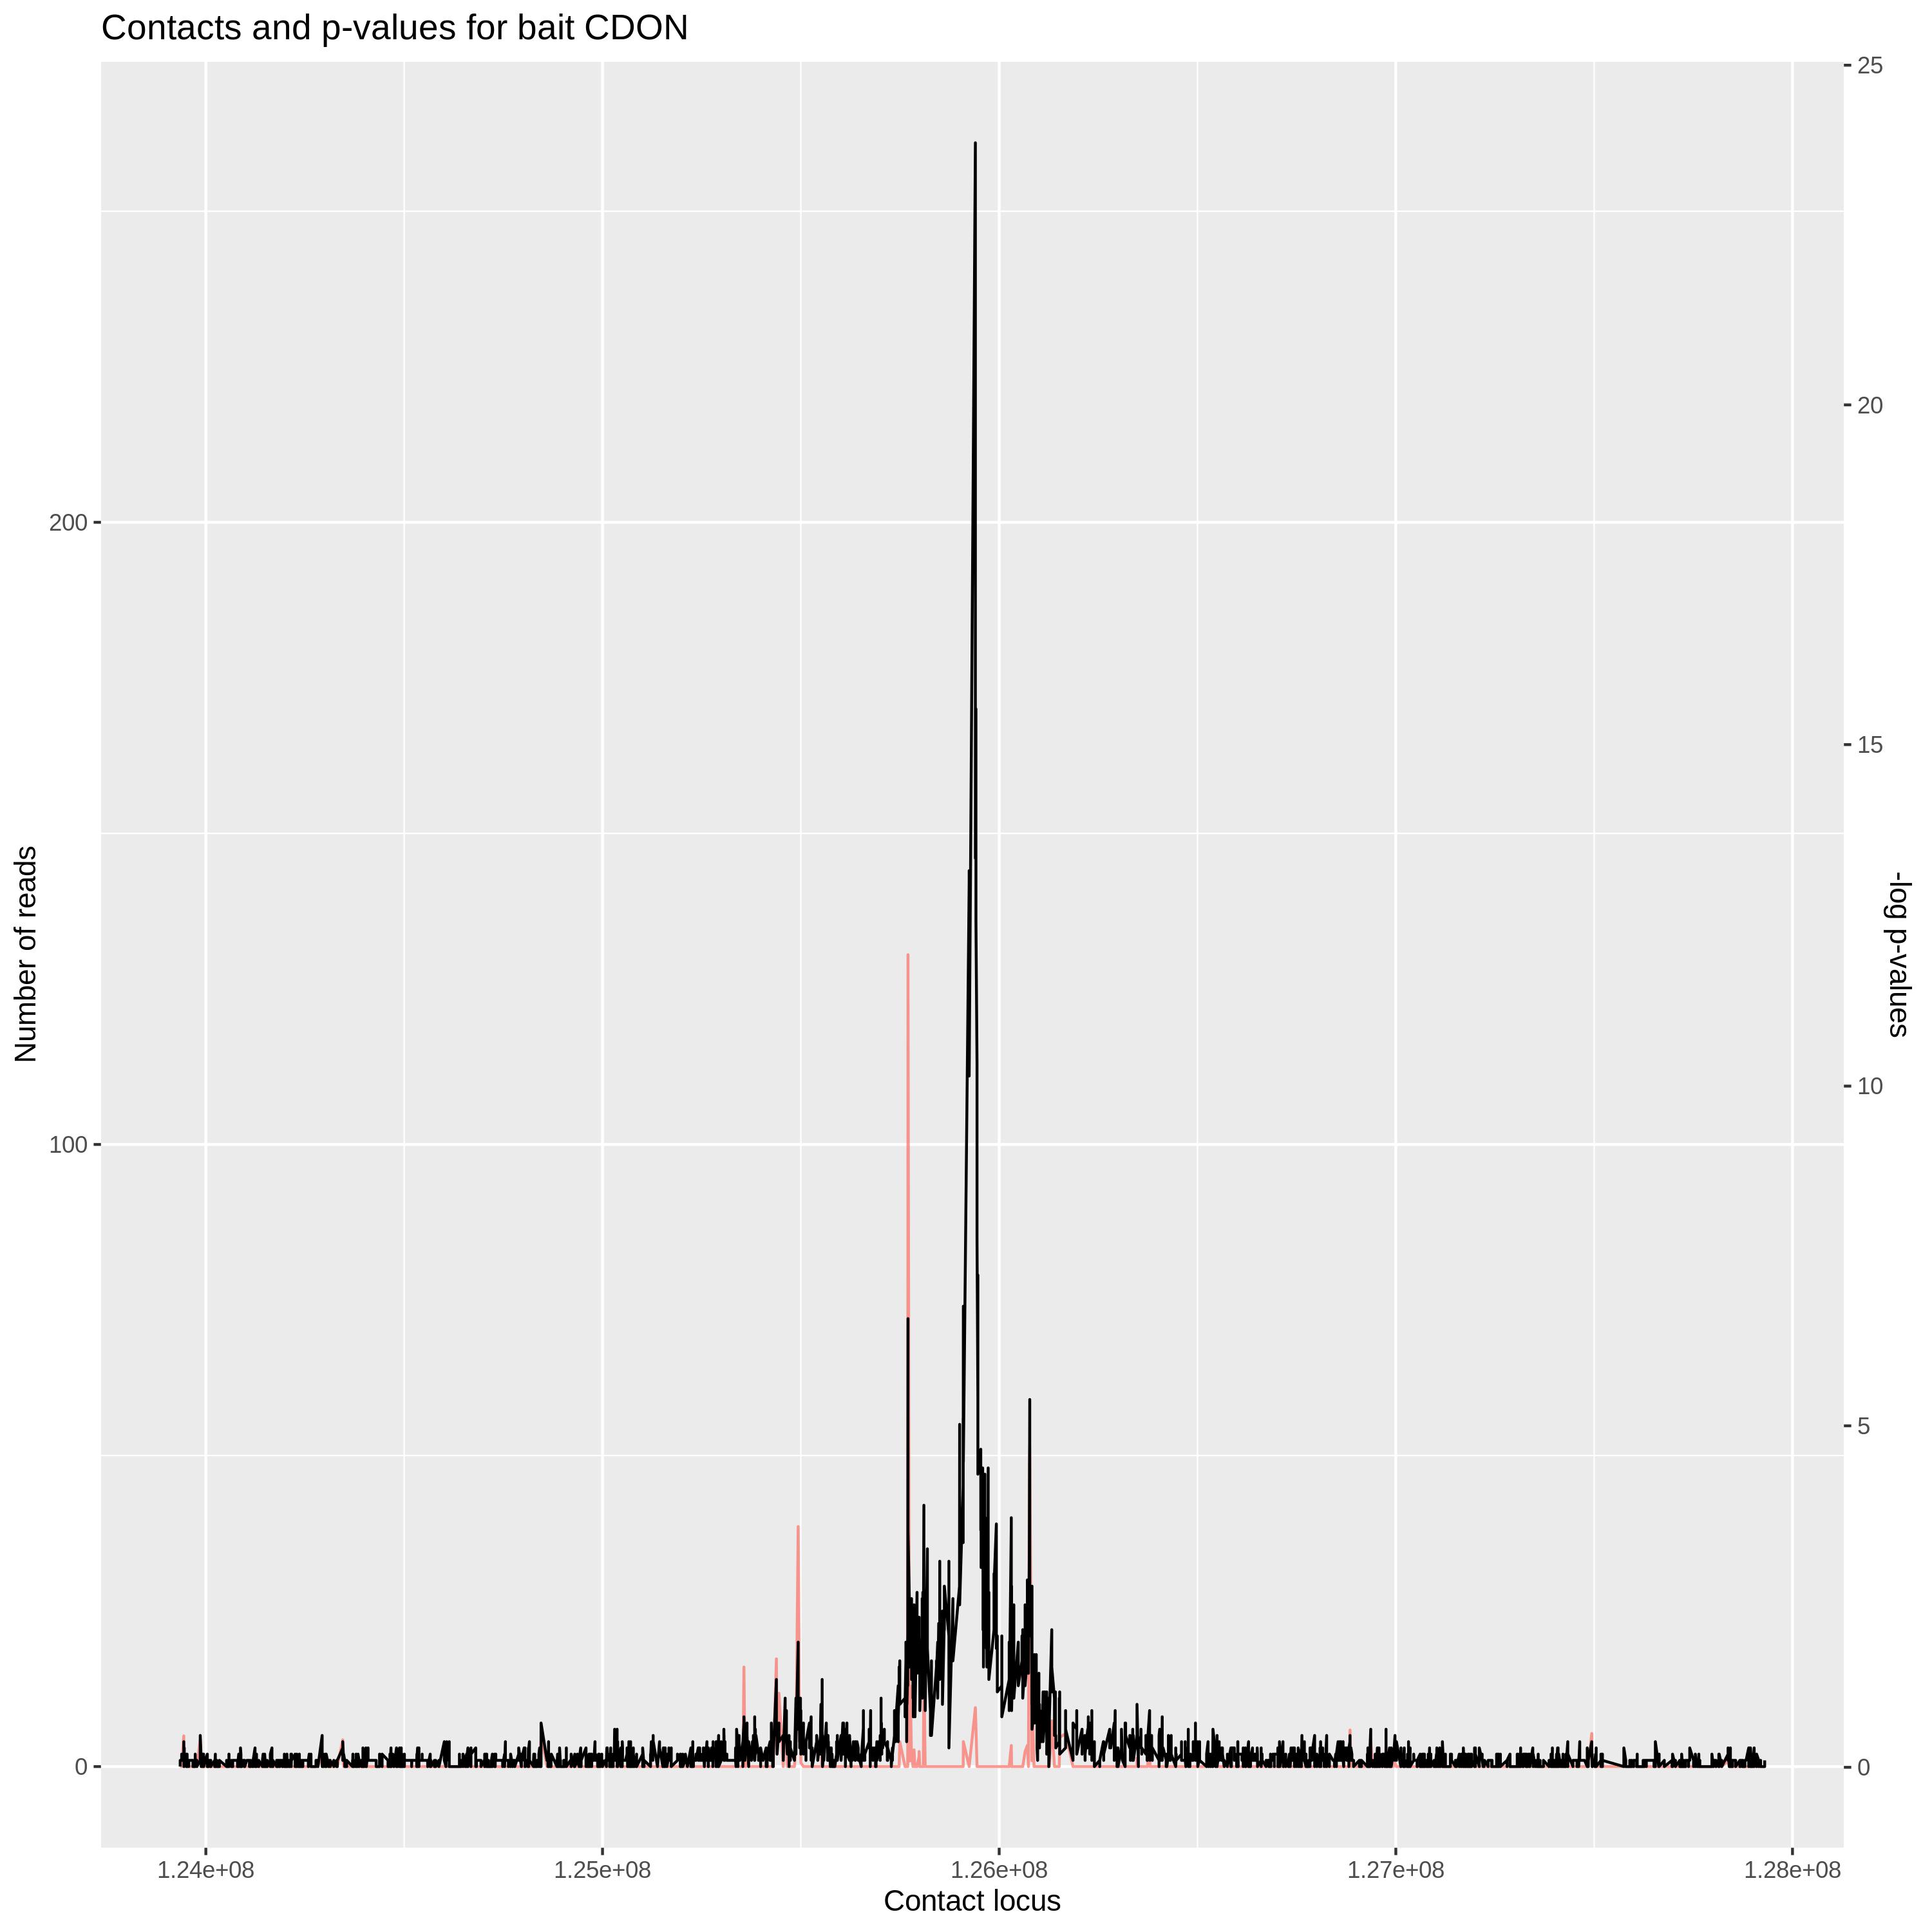 Contacts and p-values for bait CDON
25
20
200
15
Number of reads
-log p-values
10
100
5
0
0
1.24e+08 1.25e+08 1.26e+08 1.27e+08 1.28e+08
Contact locus